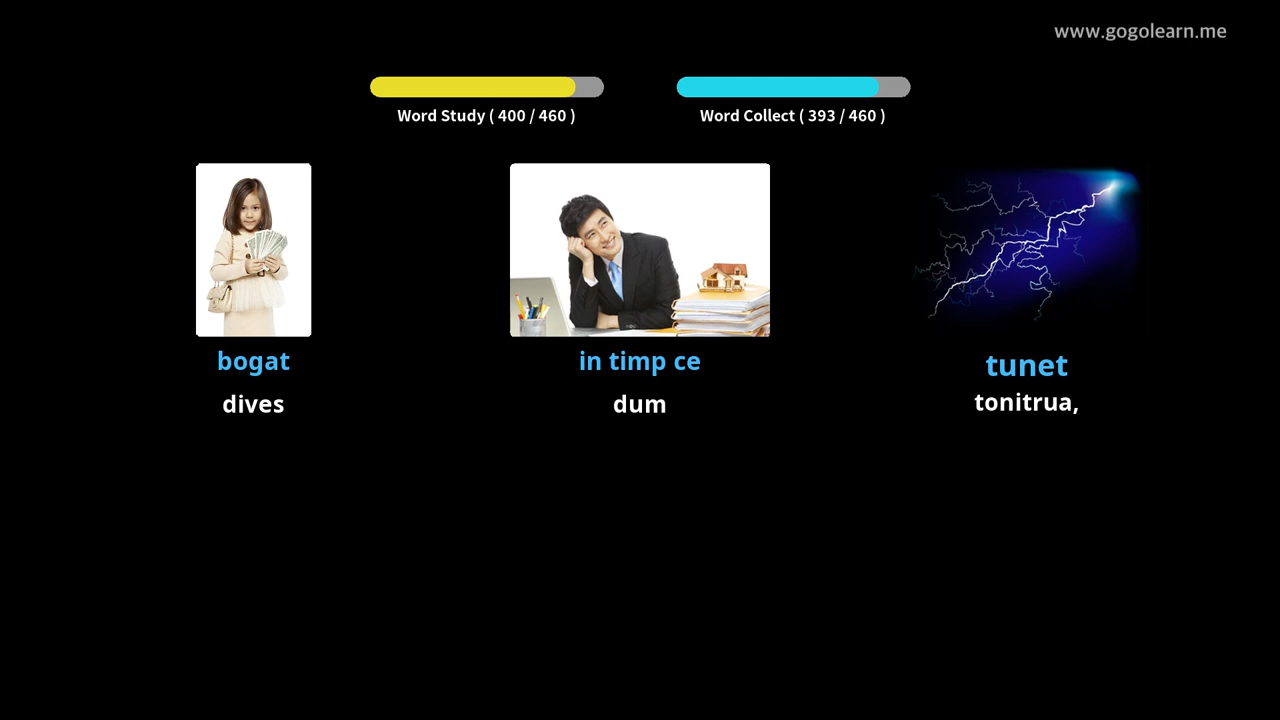 www.gogolearn.me
Word Study ( 400 / 460 )
Word Collect ( 393 / 460 )
bogat
in timp ce
tunet
dives
dum
tonitrua,